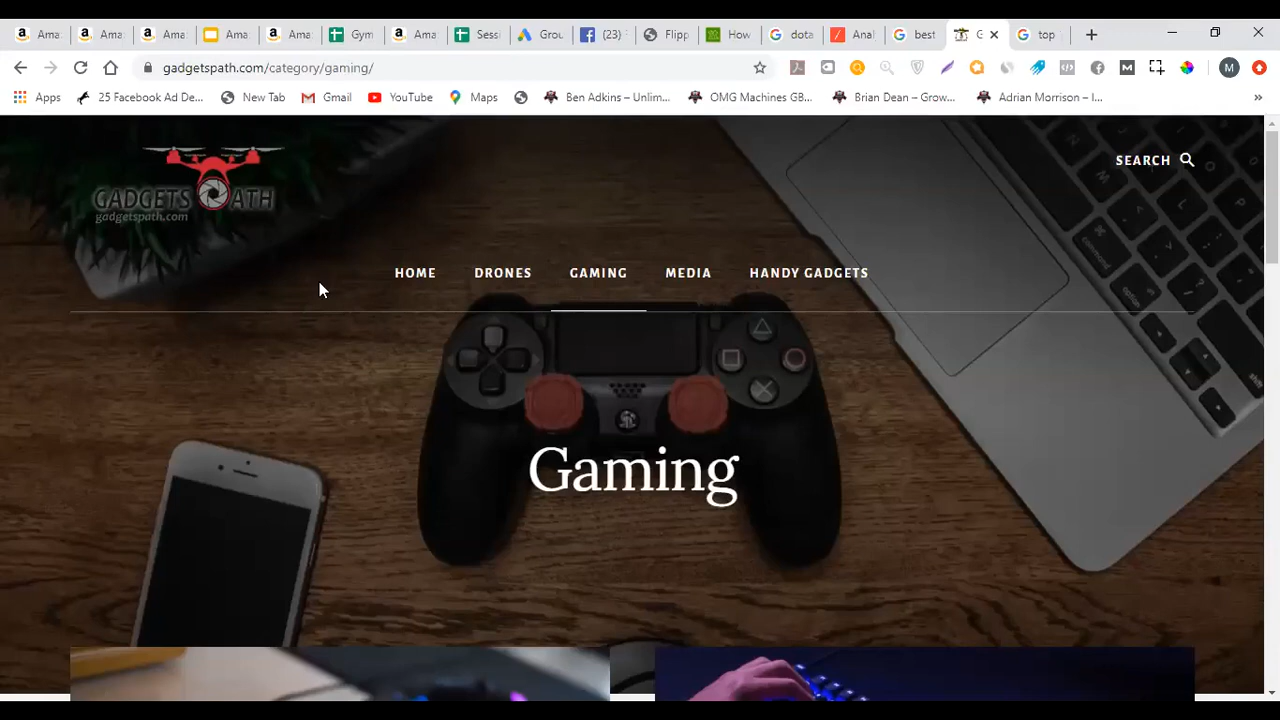 Ama
Ama
Ama
Ama
Ama
Gym
Ama
Sessi
Grou
(23)
Flipp
How
dota
Anal
best
G
top
gadgetspath.com/category/gaming/
M
Apps
25 Facebook Ad De...
New Tab
Gmail
YouTube
Maps
Ben Adkins – Unlim...
OMG Machines GB...
Brian Dean – Grow...
Adrian Morrison – I...
»
GADGETS PATH
gadgetspath.com
SEARCH
HOME DRONES GAMING MEDIA HANDY GADGETS
Gaming